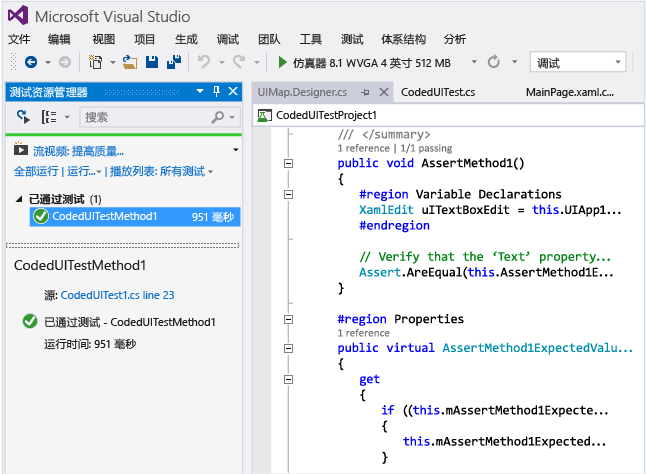 Microsoft Visual Studio
文件 编辑 视图 项目 生成 调试 团队 工具 测试 体系结构 分析
仿真器 8.1 WVGA 4 英寸 512 MB 调试
测试资源管理器
搜索
流视频: 提高质量...
全部运行 | 运行... | 播放列表: 所有测试
已通过测试 (1)
CodedUITestMethod1 951 毫秒
CodedUITestMethod1
源: CodedUITest1.cs line 23
已通过测试 - CodedUITestMethod1
运行时间: 951 毫秒
UIMap.Designer.cs CodedUITest.cs MainPage.xaml.c...
CodedUITestProject1
/// </summary>
1 reference | 1/1 passing
public void AssertMethod1()
{
#region Variable Declarations
XamlEdit uITextBoxEdit = this.UIApp1...
#endregion
// Verify that the ‘Text’ property...
Assert.AreEqual(this.AssertMethod1E...
}
#region Properties
1 reference
public virtual AssertMethod1ExpectedValu...
{
get
{
if ((this.mAssertMethod1Expecte...
{
this.mAssertMethod1Expected...
}